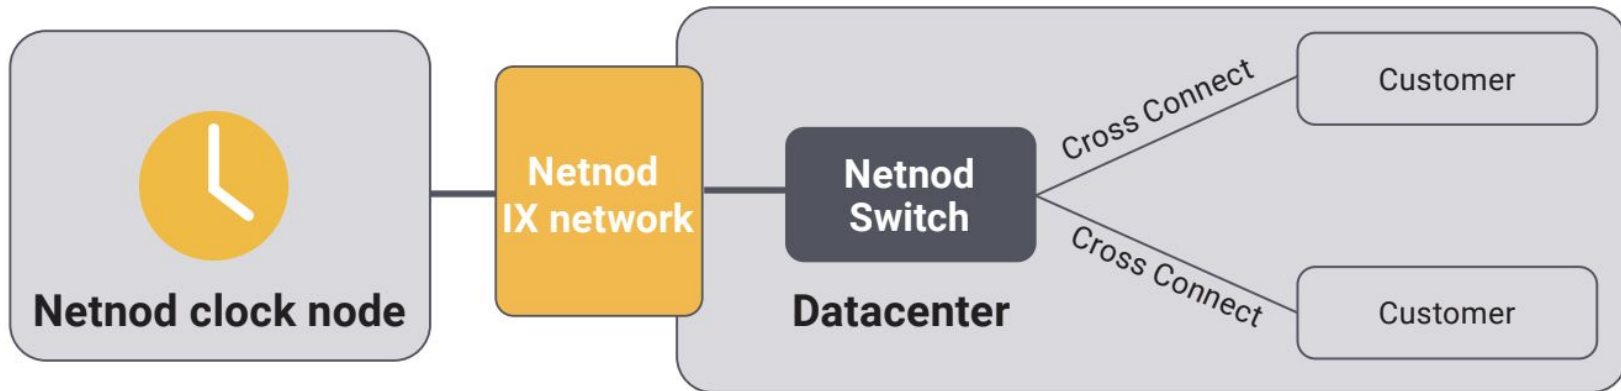 Netnod clock node
Netnod
IX network
Netnod
Switch
Datacenter
Cross Connect
Cross Connect
Customer
Customer